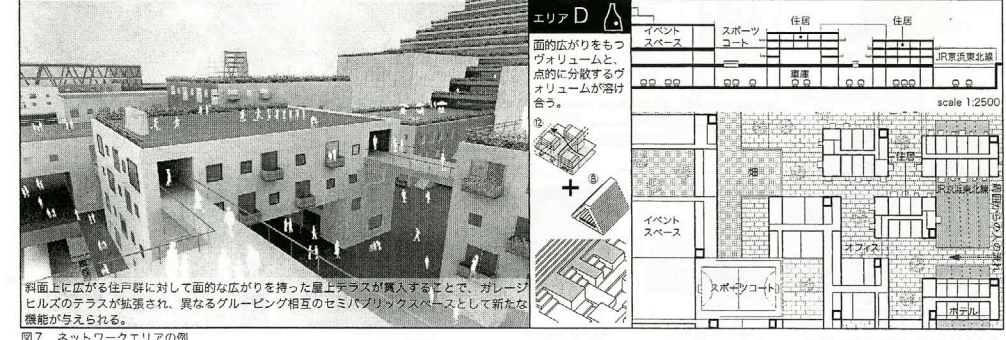 斜面上に広がる住戸群に対して面的な広がりを持った屋上テラスが貫入することで、ガレージ
ヒルズのテラスが拡張され、異なるグルーピング相互のセミパブリックスペースとして新たな
機能が与えられる。
エリア D
面的広がりをもつ
ヴォリュームと、
点的に分散するヴ
ォリュームが溶け
合う。
⑫
+
⑧
イベント
スペース
スポーツ
コート
住居
住居
車庫
JR京浜東北線
scale 1:2500
畑
住居
JR京浜東北線
イベント
スペース
オフィス
スポーツコート
ホテル
図7 ネットワークエリアの例